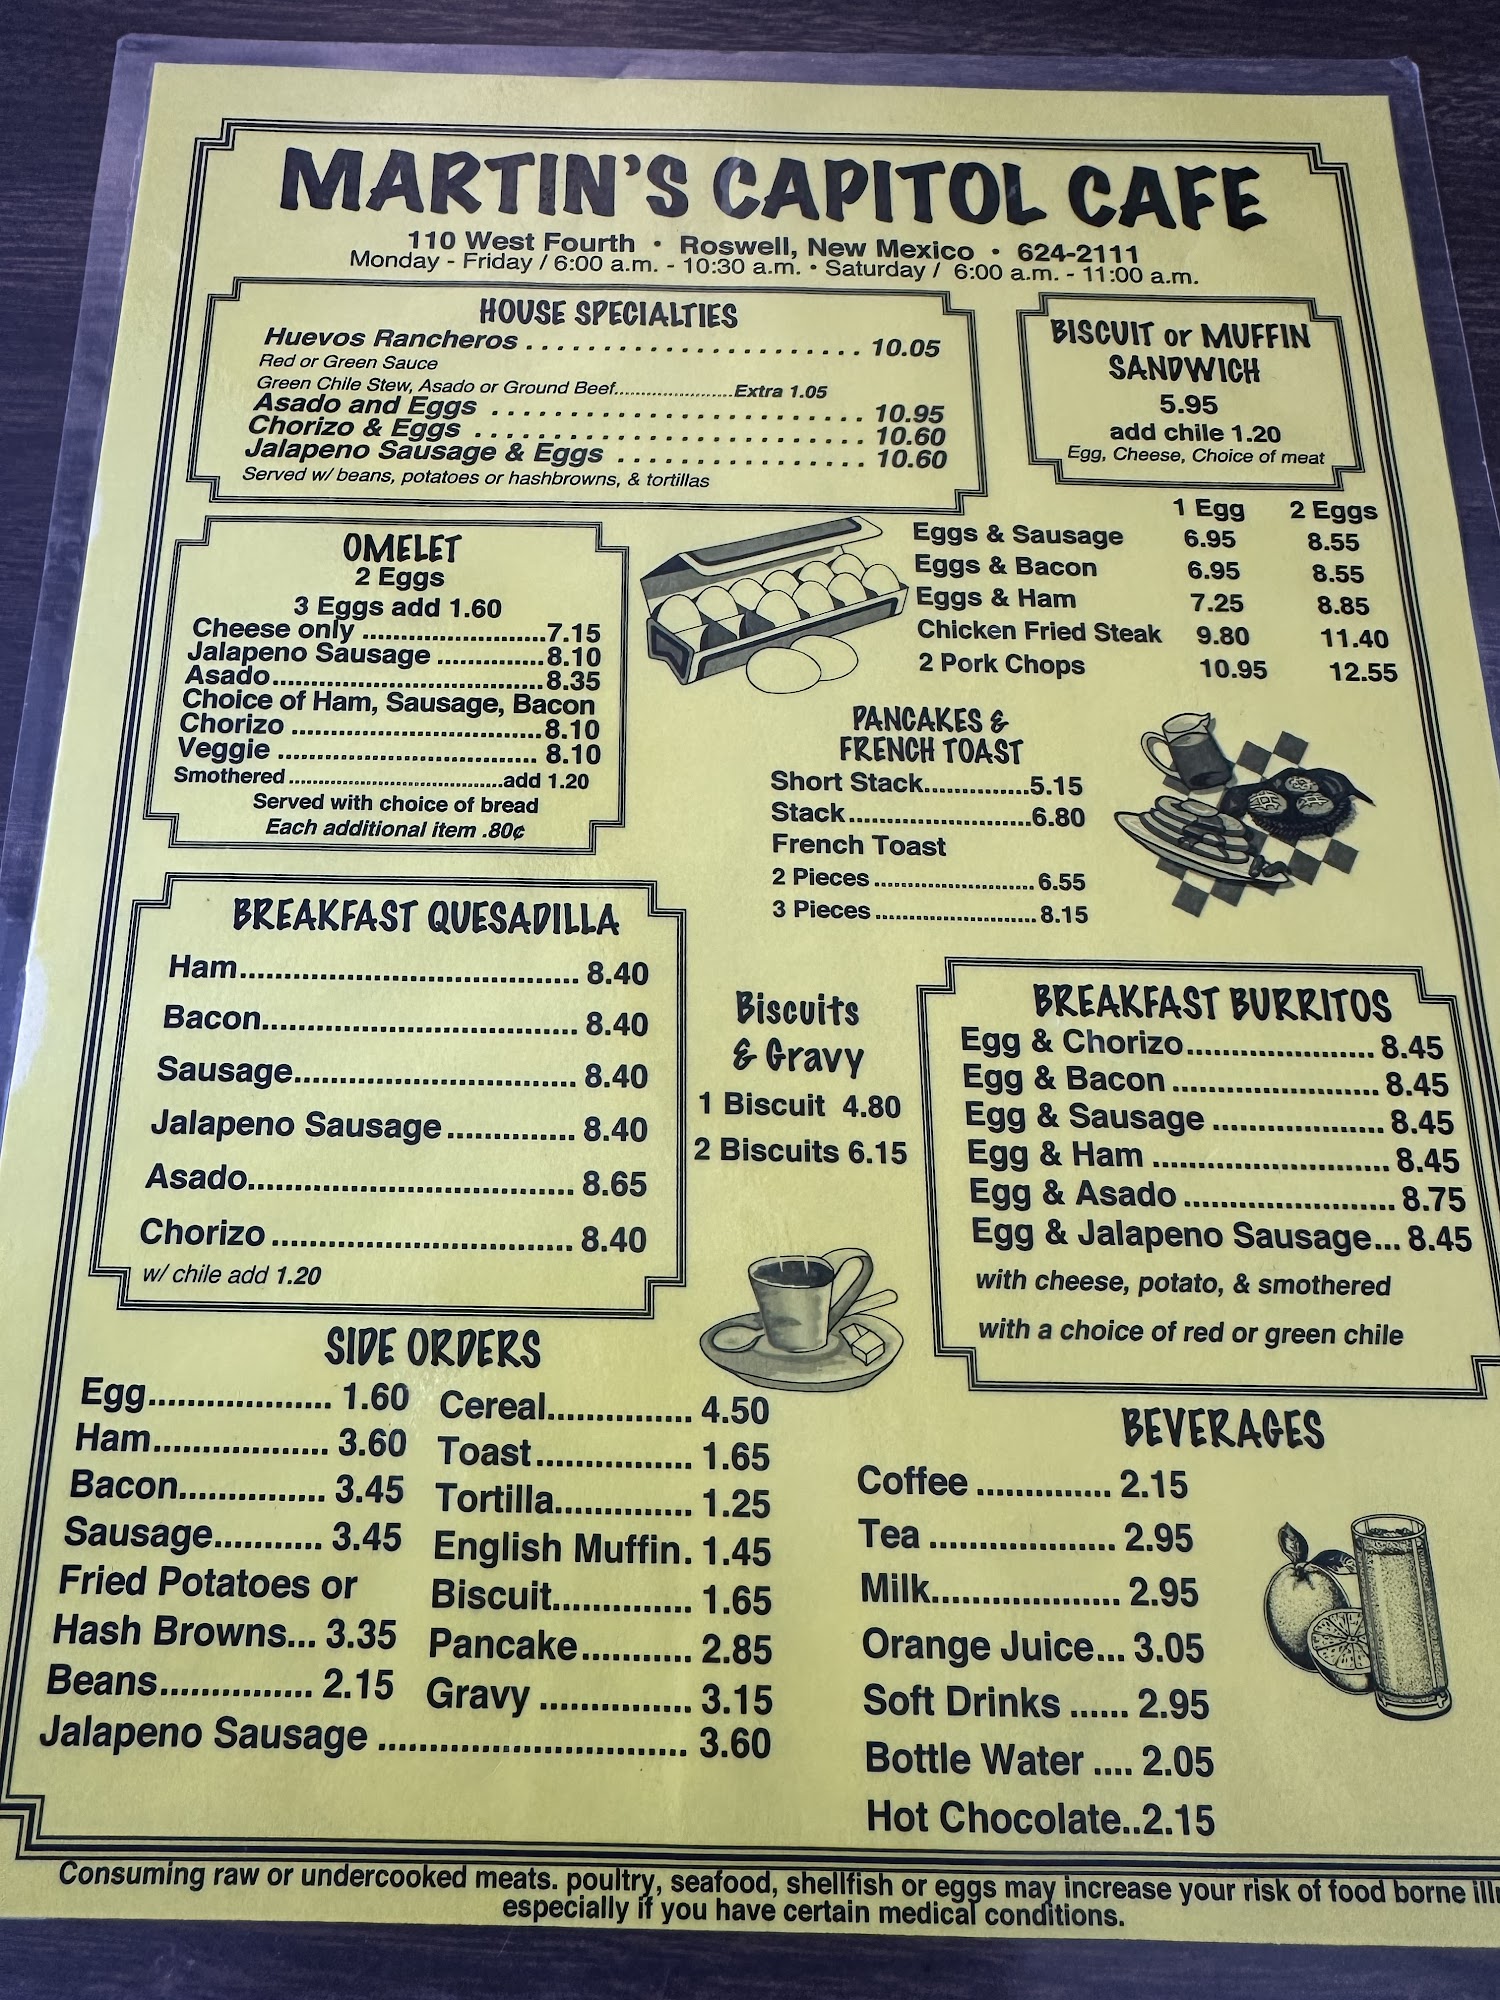 MARTIN'S CAPITOL CAFE
110 West Fourth • Roswell, New Mexico • 624-2111
Monday - Friday / 6:00 a.m. - 10:30 a.m. • Saturday / 6:00 a.m. - 11:00 a.m.
HOUSE SPECIALTIES
Huevos Rancheros . . . . . . . . . . . . . . . . . . . . . . 10.05
Red or Green Sauce
Green Chile Stew, Asado or Ground Beef........................Extra 1.05
Asado and Eggs . . . . . . . . . . . . . . . . . . . . . . . . 10.95
Chorizo & Eggs . . . . . . . . . . . . . . . . . . . . . . . . . 10.60
Jalapeno Sausage & Eggs . . . . . . . . . . . . . . . . 10.60
Served w/ beans, potatoes or hashbrowns, & tortillas
BISCUIT or MUFFIN
SANDWICH
5.95
add chile 1.20
Egg, Cheese, Choice of meat
1 Egg 2 Eggs
Eggs & Sausage 6.95 8.55
Eggs & Bacon 6.95 8.55
Eggs & Ham 7.25 8.85
Chicken Fried Steak 9.80 11.40
2 Pork Chops 10.95 12.55
OMELET
2 Eggs
3 Eggs add 1.60
Cheese only ..........................7.15
Jalapeno Sausage ...............8.10
Asado......................................8.35
Choice of Ham, Sausage, Bacon
Chorizo ...................................8.10
Veggie .................................... 8.10
Smothered ....................................add 1.20
Served with choice of bread
Each additional item .80¢
PANCAKES &
FRENCH TOAST
Short Stack...............5.15
Stack..........................6.80
French Toast
2 Pieces ......................... 6.55
3 Pieces .........................8.15
BREAKFAST QUESADILLA
Ham...................................... 8.40
Bacon................................... 8.40
Sausage............................... 8.40
Jalapeno Sausage.............. 8.40
Asado.................................... 8.65
Chorizo ................................. 8.40
w/ chile add 1.20
Biscuits
& Gravy
1 Biscuit 4.80
2 Biscuits 6.15
BREAKFAST BURRITOS
Egg & Chorizo...................... 8.45
Egg & Bacon ........................ 8.45
Egg & Sausage .................... 8.45
Egg & Ham ........................... 8.45
Egg & Asado ........................ 8.75
Egg & Jalapeno Sausage... 8.45
with cheese, potato, & smothered
with a choice of red or green chile
SIDE ORDERS
Egg.................... 1.60
Ham................... 3.60
Bacon................ 3.45
Sausage............ 3.45
Fried Potatoes or
Hash Browns... 3.35
Beans................ 2.15
Jalapeno Sausage ................................ 3.60
Cereal................ 4.50
Toast................. 1.65
Tortilla............... 1.25
English Muffin. 1.45
Biscuit............... 1.65
Pancake............ 2.85
Gravy ................ 3.15
BEVERAGES
Coffee .............. 2.15
Tea ................... 2.95
Milk.................... 2.95
Orange Juice... 3.05
Soft Drinks ...... 2.95
Bottle Water .... 2.05
Hot Chocolate..2.15
Consuming raw or undercooked meats. poultry, seafood, shellfish or eggs may increase your risk of food borne
especially if you have certain medical conditions.